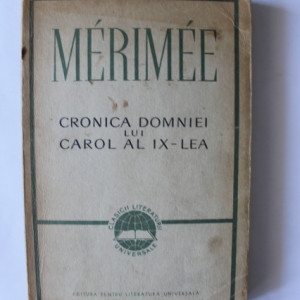 MÉRIMÉE
CRONICA DOMNIEI
LUI
CAROL AL IX-LEA
CLASICII LITERATURII
UNIVERSALE
EDITURA PENTRU LITERATURA UNIVERSALĂ